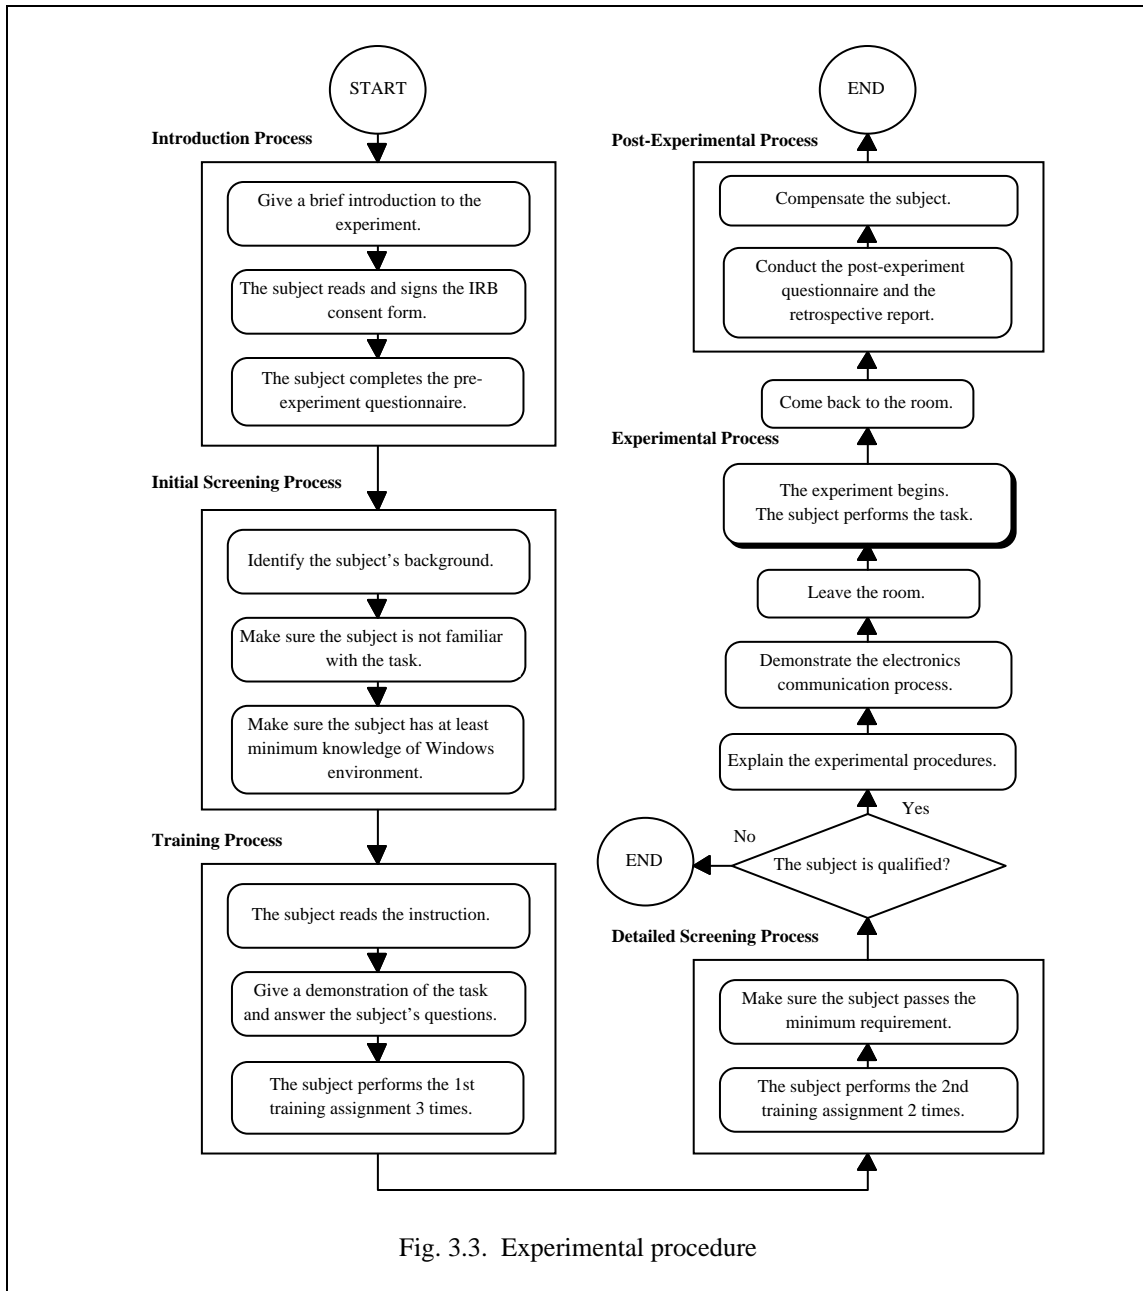 START
Introduction Process
Give a brief introduction to the
experiment.
The subject reads and signs the IRB
consent form.
The subject completes the pre-
experiment questionnaire.
Initial Screening Process
Identify the subject’s background.
Make sure the subject is not familiar
with the task.
Make sure the subject has at least
minimum knowledge of Windows
environment.
Training Process
The subject reads the instruction.
Give a demonstration of the task
and answer the subject’s questions.
The subject performs the 1st
training assignment 3 times.
END
Post-Experimental Process
Compensate the subject.
Conduct the post-experiment
questionnaire and the
retrospective report.
Come back to the room.
Experimental Process
The experiment begins.
The subject performs the task.
Leave the room.
Demonstrate the electronics
communication process.
Explain the experimental procedures.
Yes
No
END
The subject is qualified?
Detailed Screening Process
Make sure the subject passes the
minimum requirement.
The subject performs the 2nd
training assignment 2 times.
Fig. 3.3. Experimental procedure